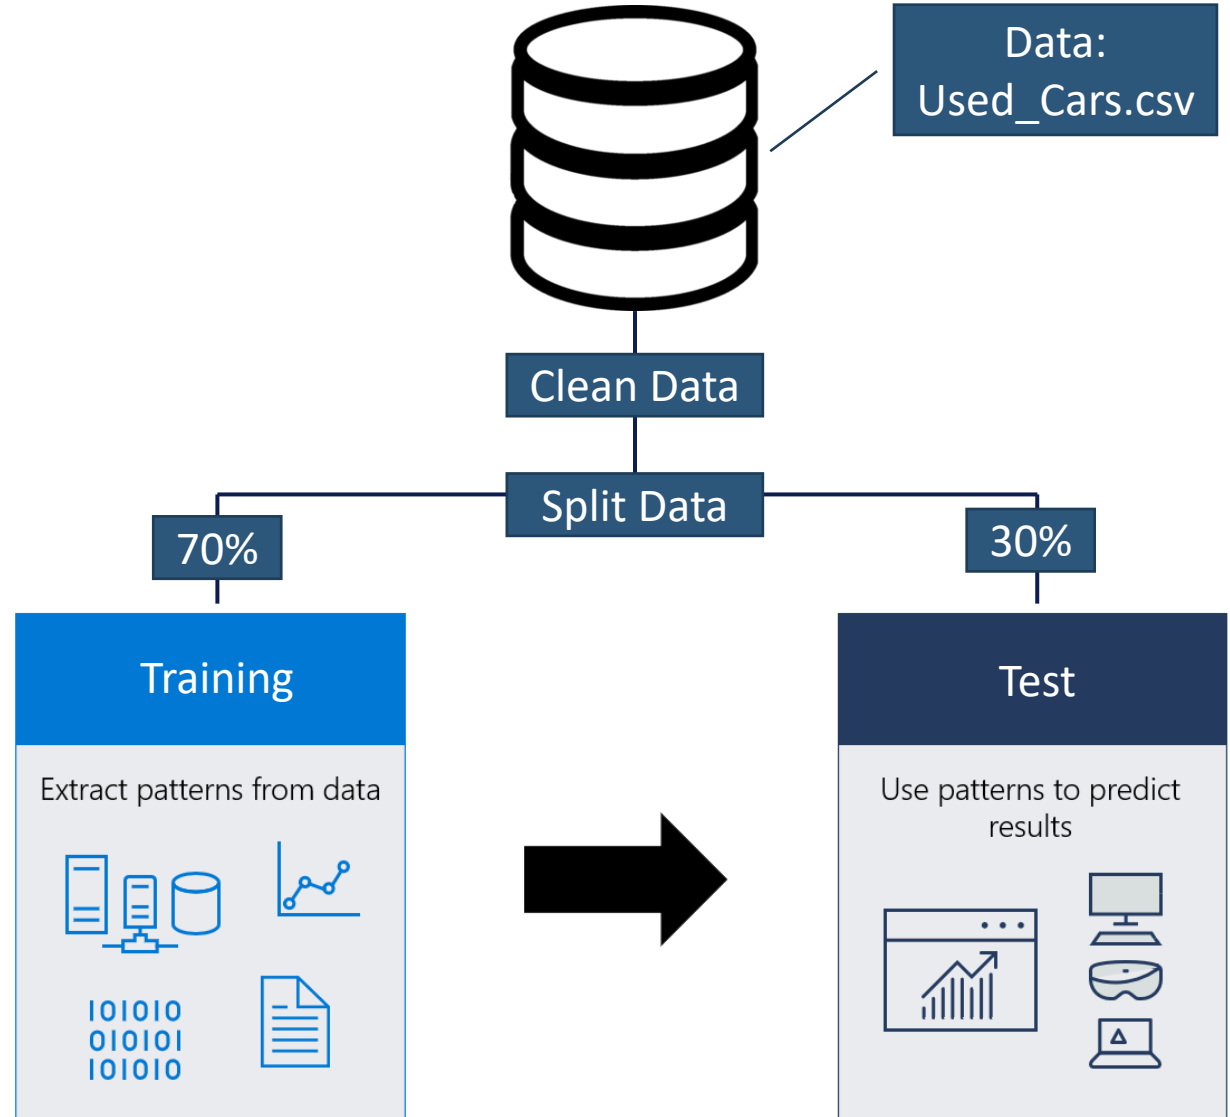 Data:
Used_Cars.csv
Clean Data
Split Data
70%
30%
Training
Test
Extract patterns from data
Use patterns to predict
results
101010
010101
101010